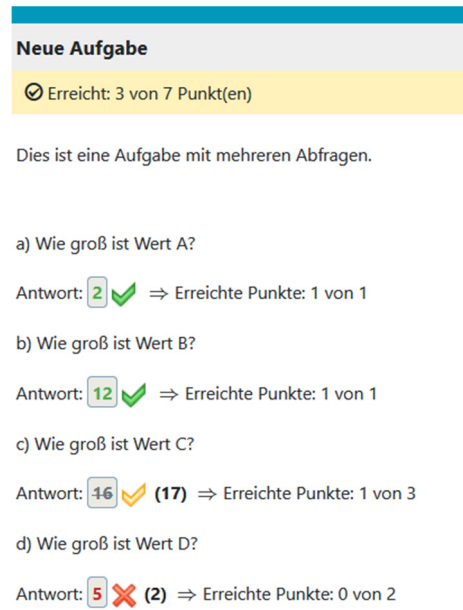 Neue Aufgabe
Erreicht: 3 von 7 Punkt(en)
Dies ist eine Aufgabe mit mehreren Abfragen.
a) Wie groß ist Wert A?
Antwort: 2 ⇒ Erreichte Punkte: 1 von 1
b) Wie groß ist Wert B?
Antwort: 12 ⇒ Erreichte Punkte: 1 von 1
c) Wie groß ist Wert C?
Antwort: 16 (17) ⇒ Erreichte Punkte: 1 von 3
d) Wie groß ist Wert D?
Antwort: 5 (2) ⇒ Erreichte Punkte: 0 von 2